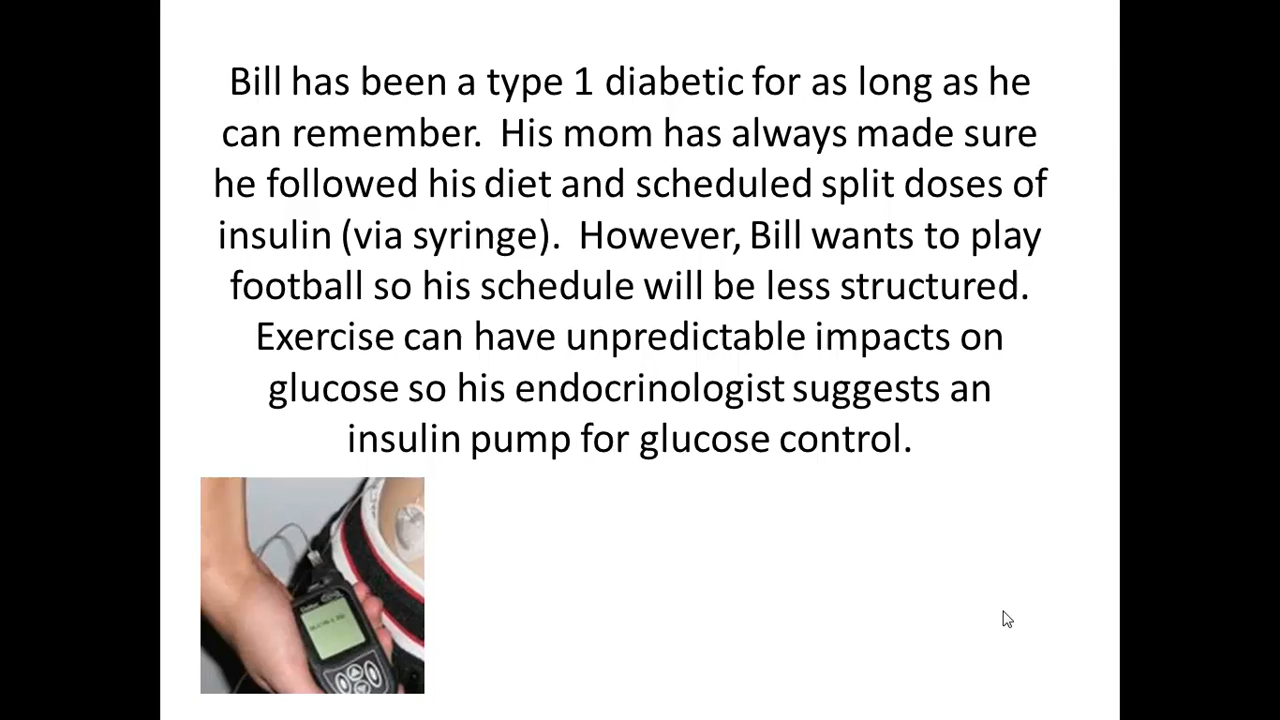 Bill has been a type 1 diabetic for as long as he
can remember.  His mom has always made sure
he followed his diet and scheduled split doses of
insulin (via syringe).  However, Bill wants to play
football so his schedule will be less structured.
Exercise can have unpredictable impacts on
glucose so his endocrinologist suggests an
insulin pump for glucose control.